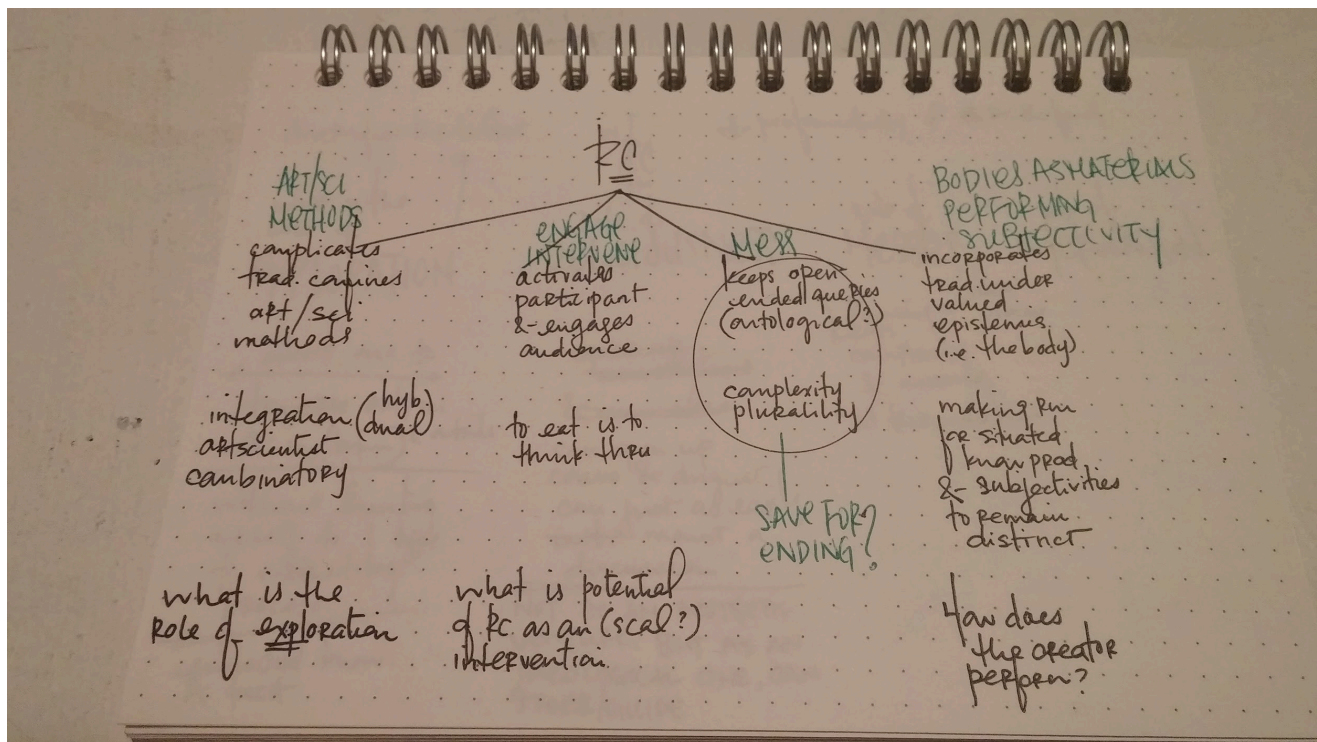 RC
ART/SCI
METHODS
complicates
trad. confines
art/sci
methods
integration (hyb.
dual)
artscientist
combinatory
what is the
role of exploration
ENGAGE
INTERVENE
activates
participant
& engages
audience
to eat is to
think thru
what is potential
of RC as an (scal?)
intervention
MESS
keeps open
ended queries
(ontological?)
complexity
plurality
SAVE FOR?
ENDING?
BODIES AS MATERIALS
PERFORMING
SUBJECTIVITY
incorporates
trad. under
valued
epistemes
(i.e. the body)
making rm
for situated
know prod
& subjectivities
to remain
distinct
How does
the creator
perform?